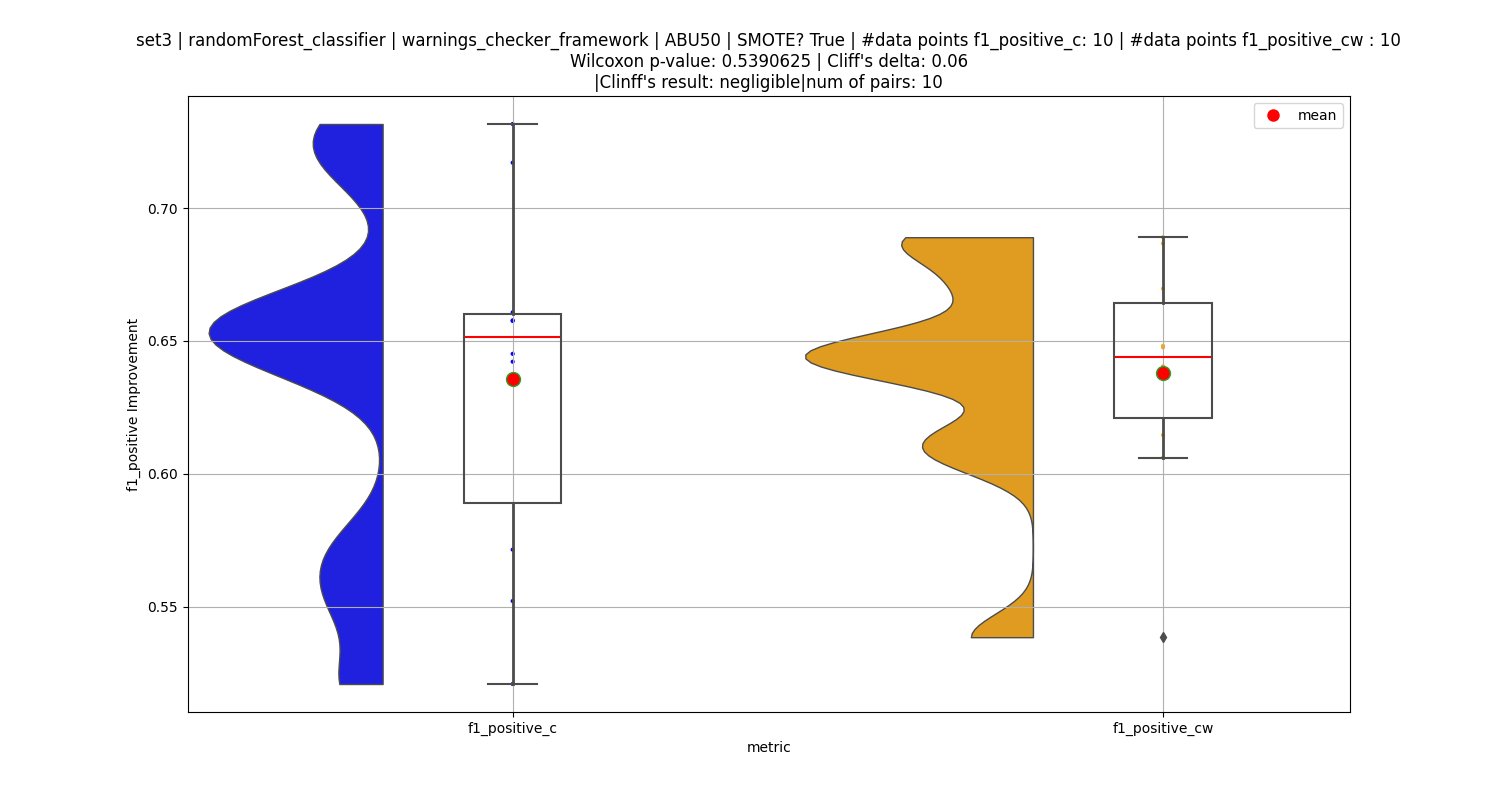 set3 | randomForest_classifier | warnings_checker_framework | ABU50 | SMOTE? True | #data points f1_positive_c: 10 | #data points f1_positive_cw : 10
Wilcoxon p-value: 0.5390625 | Cliff's delta: 0.06
|Clinff's result: negligible|num of pairs: 10
mean
0.70
0.65
0.60
0.55
f1_positive Improvement
f1_positive_c
f1_positive_cw
metric